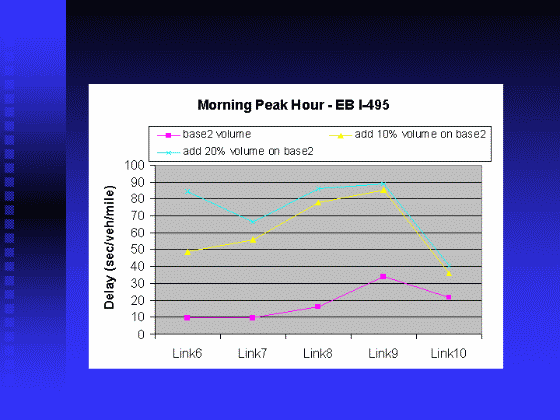 Morning Peak Hour - EB I-495
base2 volume
add 10% volume on base2
add 20% volume on base2
Delay (sec/veh/mile)
100
90
80
70
60
50
40
30
20
10
0
Link6 Link7 Link8 Link9 Link10